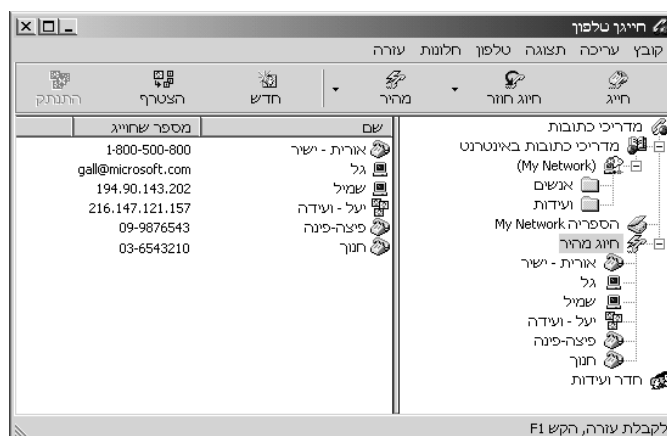 חייגן טלפון
קובץ עריכה תצוגה טלפון חלונות עזרה
חייג חיוג חוזר מהיר חדש הצטרף התנתק
מדריכי כתובות
מדריכי כתובות באינטרנט
(My Network)
אנשים
ועידות
הספריה My Network
חיוג מהיר
אורית - ישיר
גל
שמיל
יעל - ועידה
פיצה-פינה
חנוך
חדר ועידות
שם מספר שחוייג
אורית - ישיר 1-800-500-800
גל gall@microsoft.com
שמיל 194.90.143.202
יעל - ועידה 216.147.121.157
פיצה-פינה 09-9876543
חנוך 03-6543210
לקבלת עזרה, הקש F1